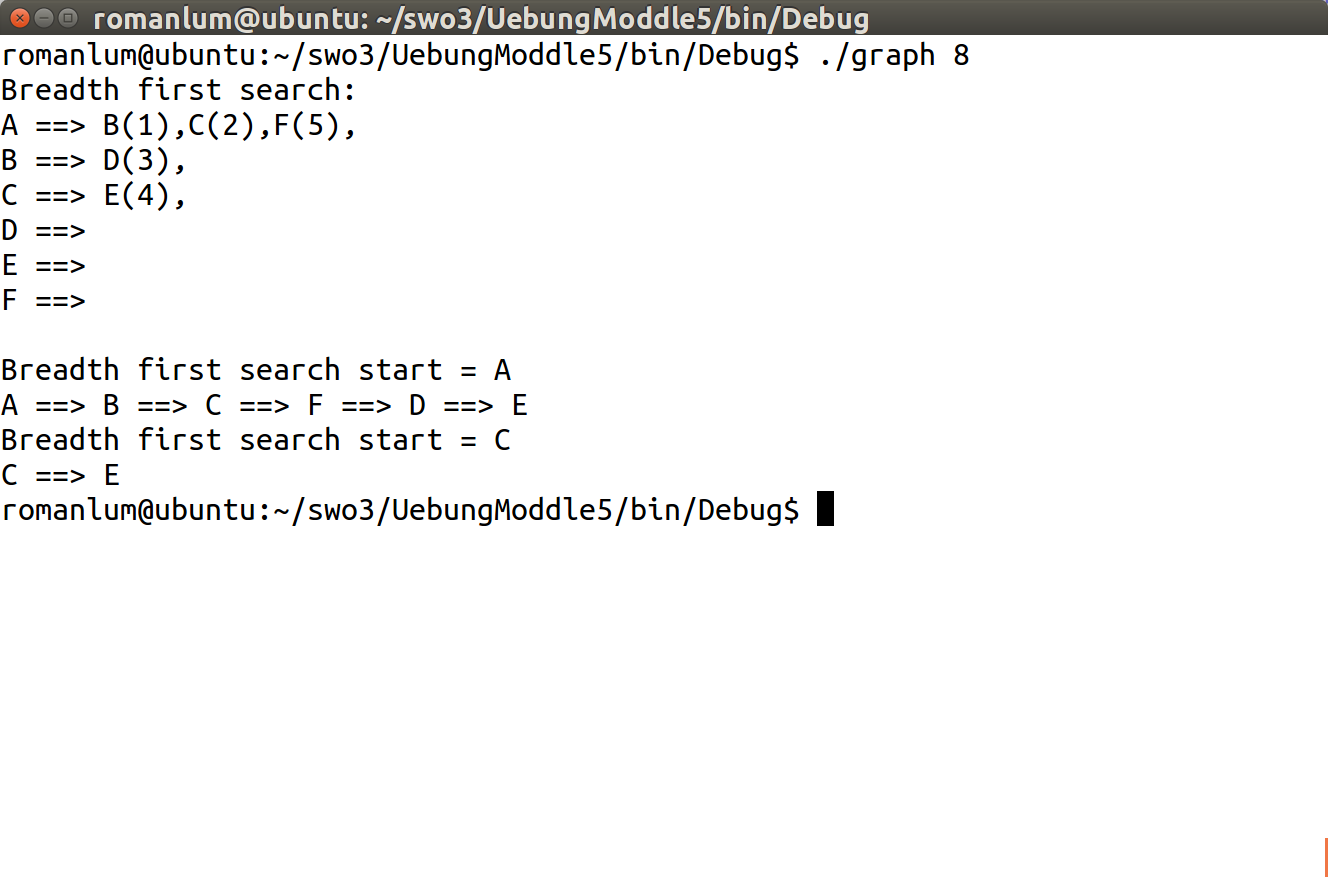 romanlum@ubuntu: ~/swo3/UebungModdle5/bin/Debug
romanlum@ubuntu:~/swo3/UebungModdle5/bin/Debug$ ./graph 8
Breadth first search:
A ==> B(1),C(2),F(5),
B ==> D(3),
C ==> E(4),
D ==>
E ==>
F ==>
Breadth first search start = A
A ==> B ==> C ==> F ==> D ==> E
Breadth first search start = C
C ==> E
romanlum@ubuntu:~/swo3/UebungModdle5/bin/Debug$